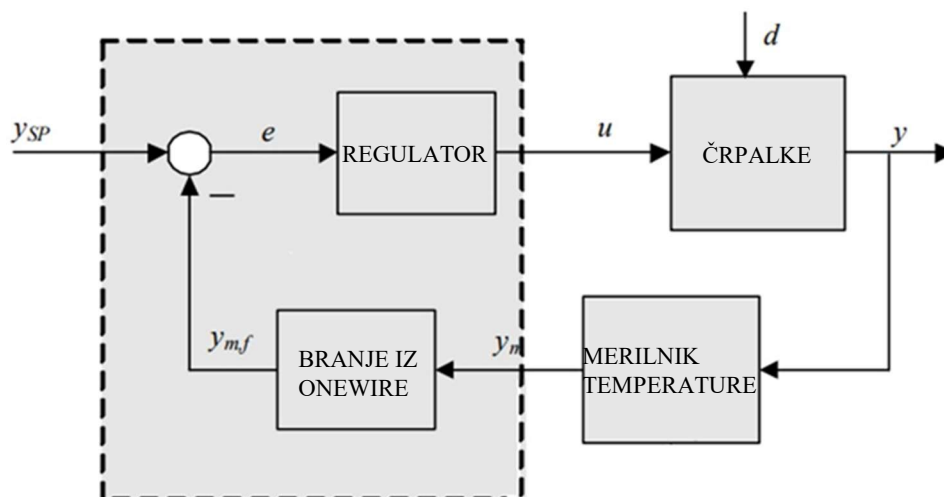 d
y_SP
e
REGULATOR
u
ČRPALKE
y
–
y_m,f
BRANJE IZ
ONEWIRE
y_m
MERILNIK
TEMPERATURE